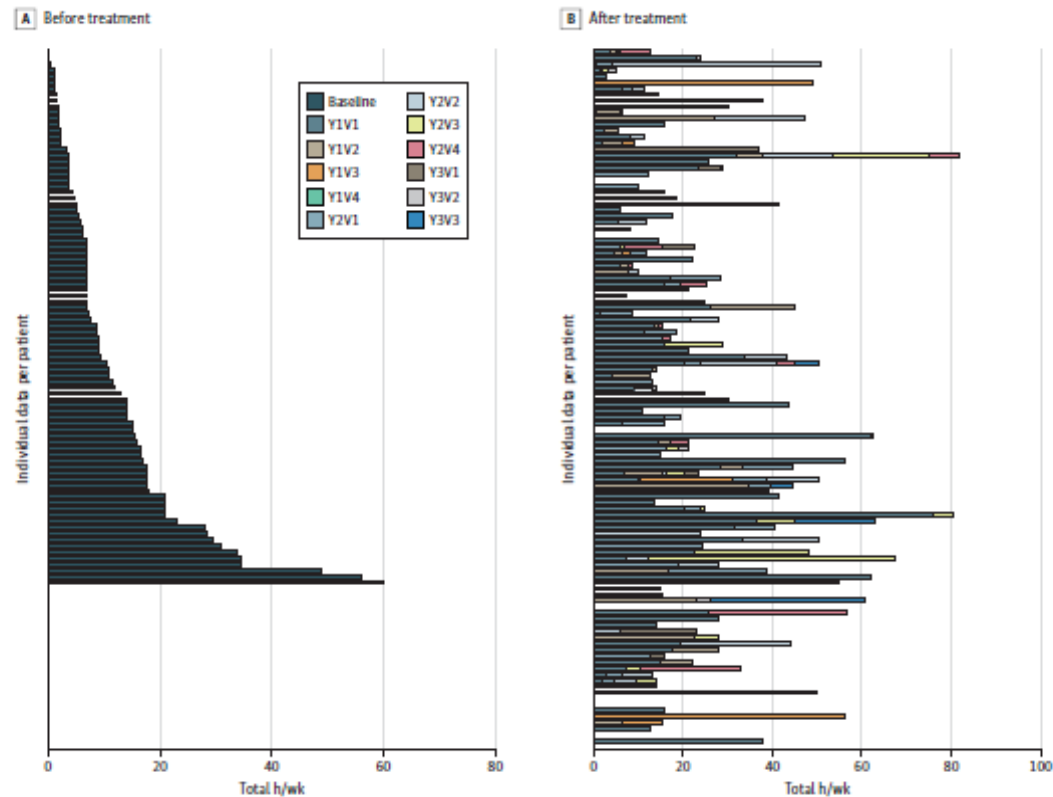 A Before treatment
Baseline
Y1V1
Y1V2
Y1V3
Y1V4
Y2V1
Y2V2
Y2V3
Y2V4
Y3V1
Y3V2
Y3V3
Individual data per patient
0 20 40 60 80
Total h/wk
B After treatment
Individual data per patient
0 20 40 60 80 100
Total h/wk